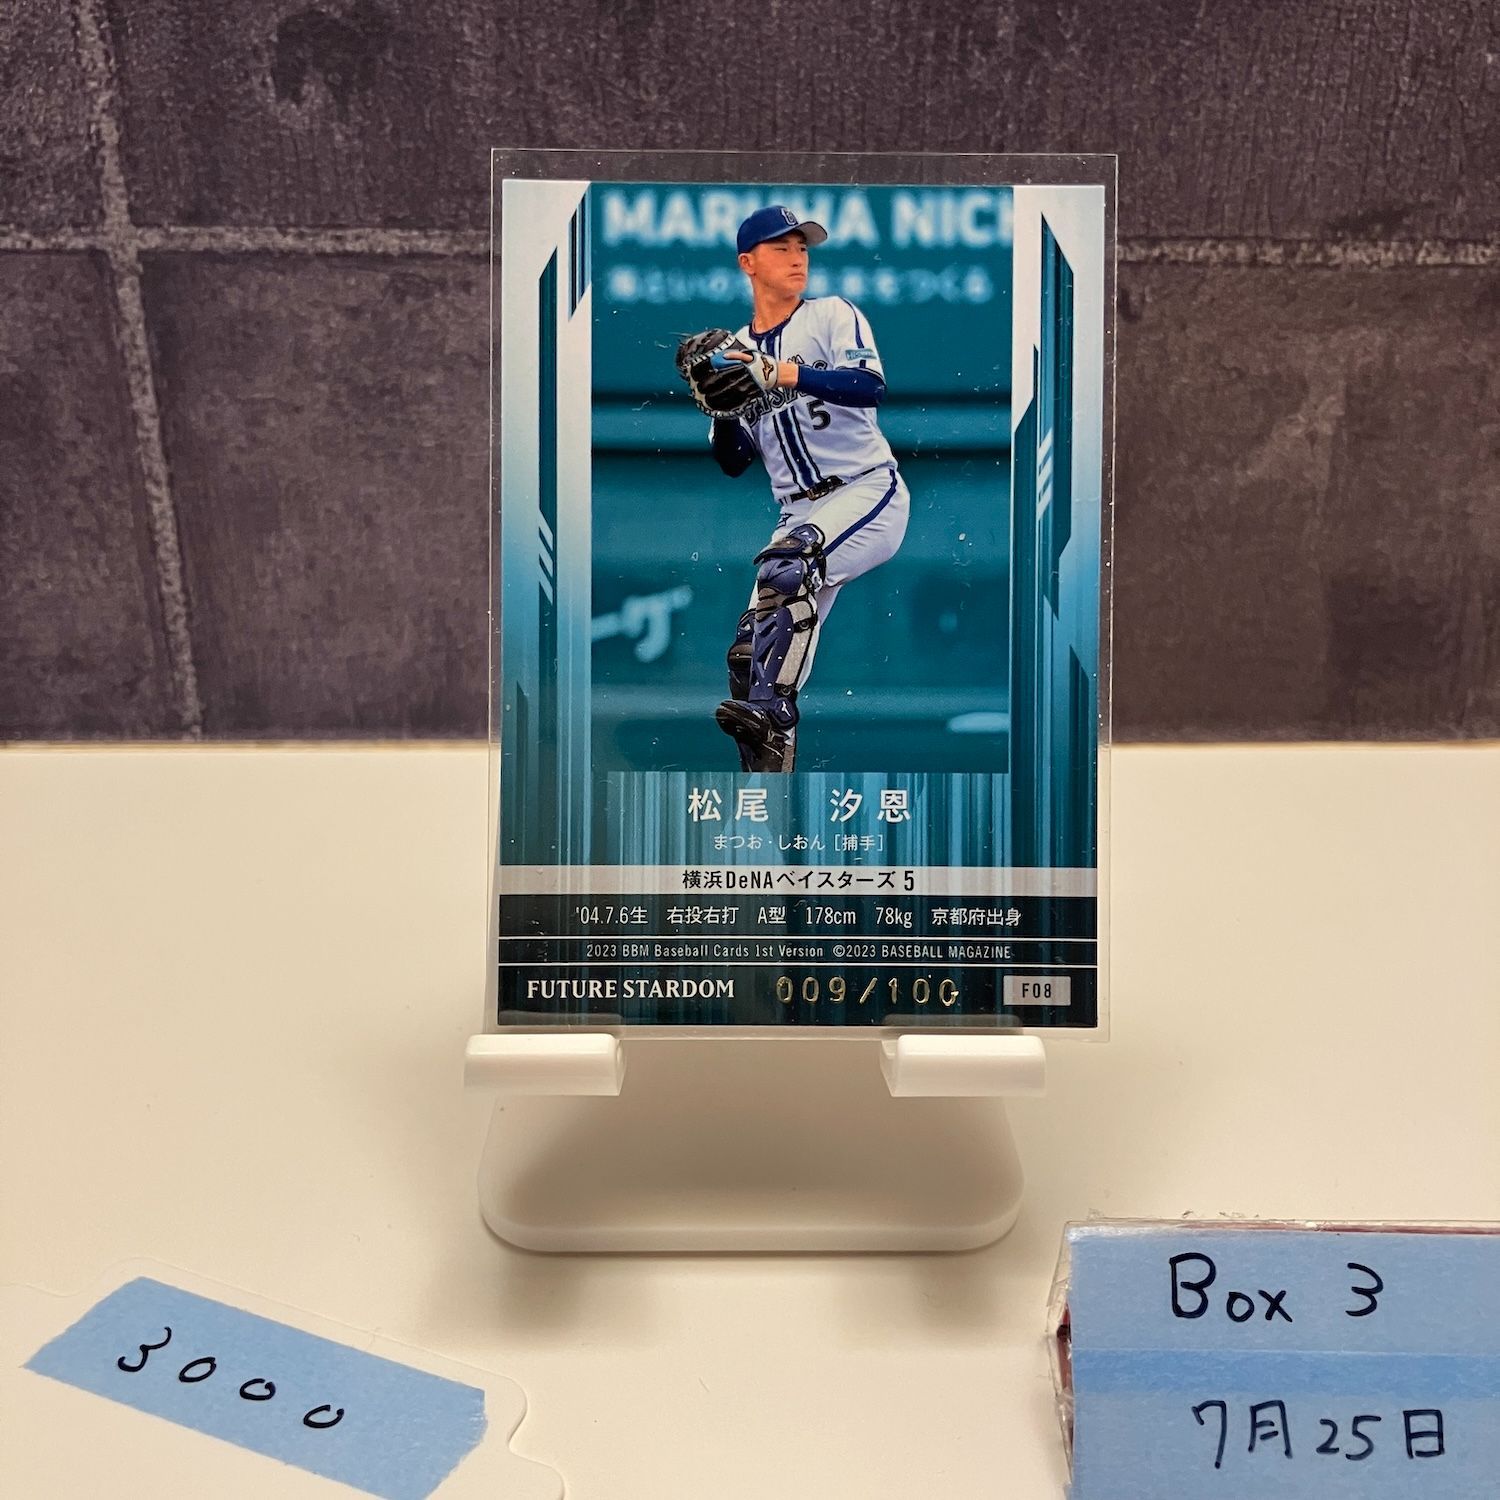 MARUHA NICH
5
松尾 汐恩
まつお・しおん [捕手]
横浜DeNAベイスターズ 5
'04.7.6生 右投右打 A型 178cm 78kg 京都府出身
2023 BBM Baseball Cards 1st Version ©2023 BASEBALL MAGAZINE
FUTURE STARDOM 009/100 F08
3000
Box 3
7月25日